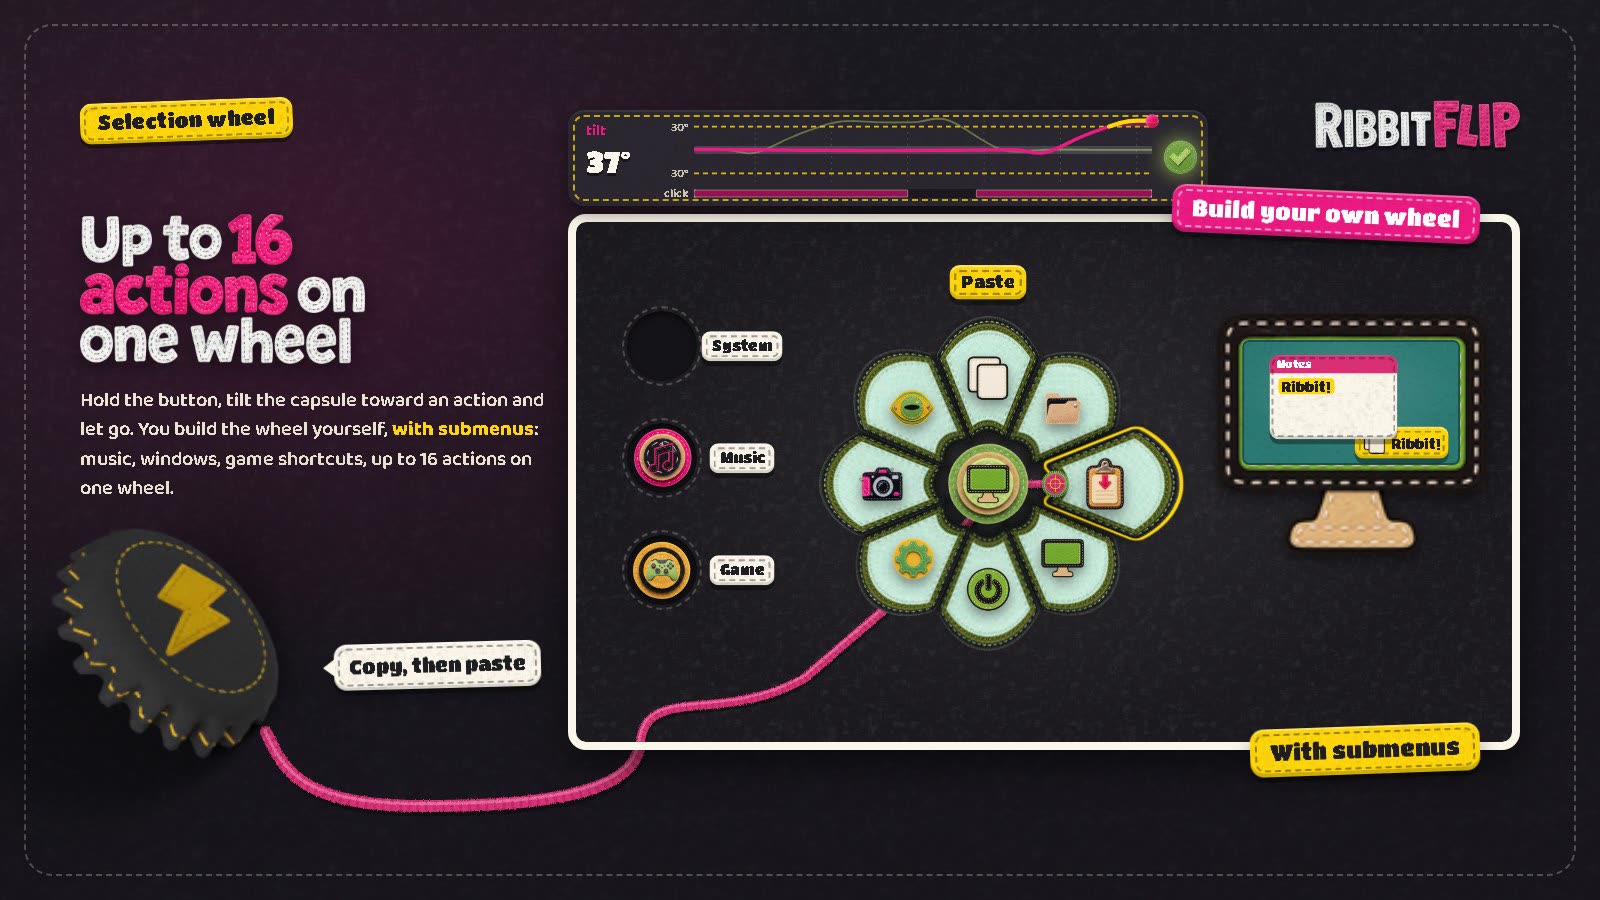 Selection wheel
Up to 16
actions on
one wheel
Hold the button, tilt the capsule toward an action and
let go. You build the wheel yourself, with submenus:
music, windows, game shortcuts, up to 16 actions on
one wheel.
Copy, then paste
tilt
37°
30°
30°
click
RIBBITFLIP
Build your own wheel
Paste
System
Music
Game
Notes
Ribbit!
Ribbit!
With submenus